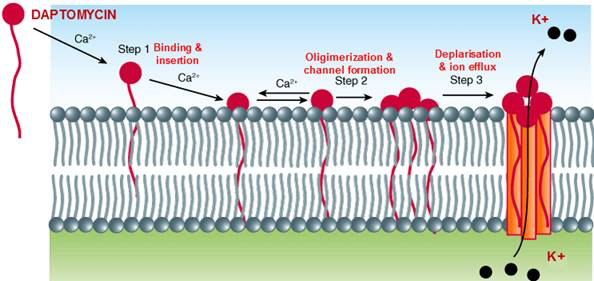 DAPTOMYCIN
K+
Ca²⁺
Step 1
Binding &
insertion
Ca²⁺
Ca²⁺
Oligimerization &
channel formation
Step 2
Deplarisation
& ion efflux
Step 3
K+